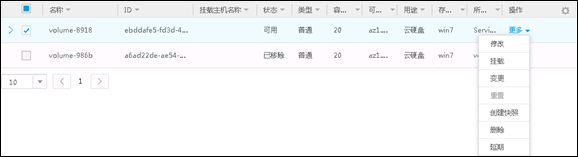 名称 ID 挂载主机名称 状态 类型 容... 可... 用途 存... 所... 操作
volume-8918 ebddafe5-fd3d-4... 可用 普通 20 az1.... 云硬盘 win7 Servi... 更多
volume-986b a6ad22de-ae54-... 已移除 普通 20 az1.... 云硬盘 win7
修改
挂载
变更
重置
创建快照
删除
延期
10 1